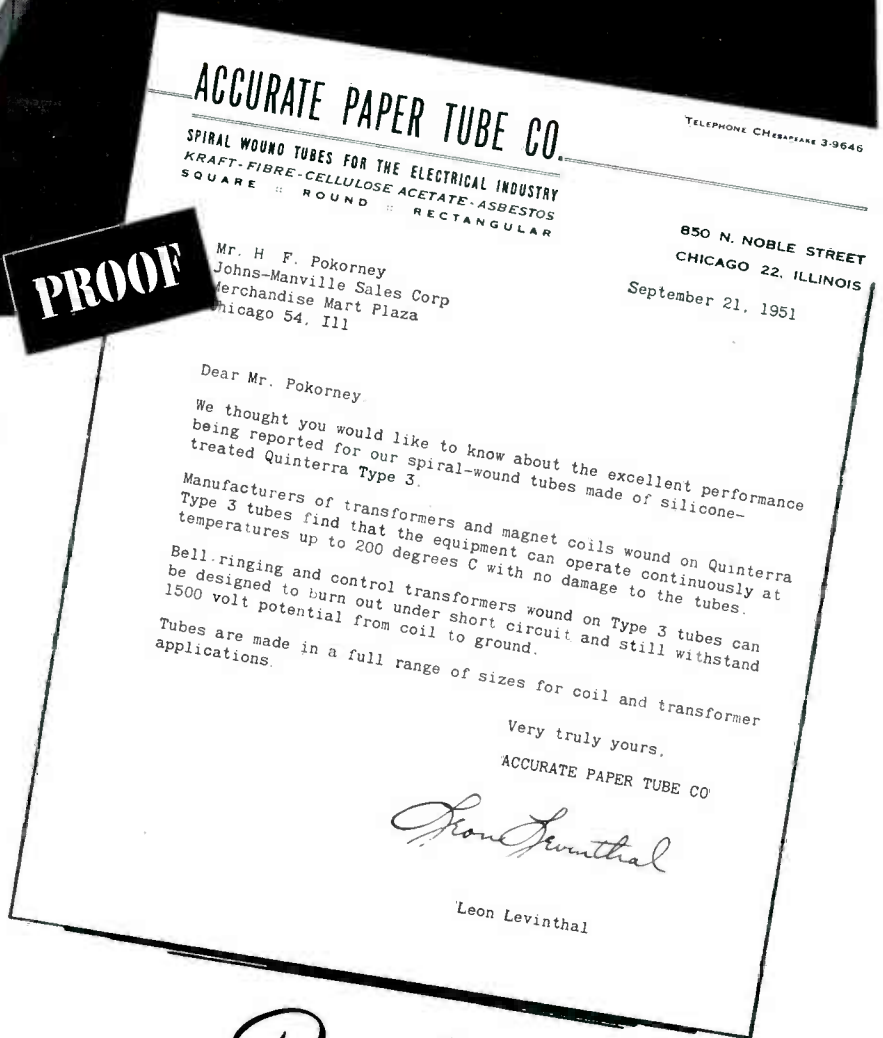 ACCURATE PAPER TUBE CO.
TELEPHONE CHESAPEAKE 3-9646
SPIRAL WOUND TUBES FOR THE ELECTRICAL INDUSTRY
KRAFT-FIBRE-CELLULOSE ACETATE-ASBESTOS
SQUARE :: ROUND :: RECTANGULAR
850 N. NOBLE STREET
CHICAGO 22, ILLINOIS
PROOF
September 21, 1951
Mr. H F. Pokorney
Johns-Manville Sales Corp
Merchandise Mart Plaza
Chicago 54, Ill
Dear Mr. Pokorney
We thought you would like to know about the excellent performance
being reported for our spiral-wound tubes made of silicone-
treated Quinterra Type 3.
Manufacturers of transformers and magnet coils wound on Quinterra
Type 3 tubes find that the equipment can operate continuously at
temperatures up to 200 degrees C with no damage to the tubes.
Bell-ringing and control transformers wound on Type 3 tubes can
be designed to burn out under short circuit and still withstand
1500 volt potential from coil to ground.
Tubes are made in a full range of sizes for coil and transformer
applications.
Very truly yours,
ACCURATE PAPER TUBE CO
Leon Levinthal
Leon Levinthal